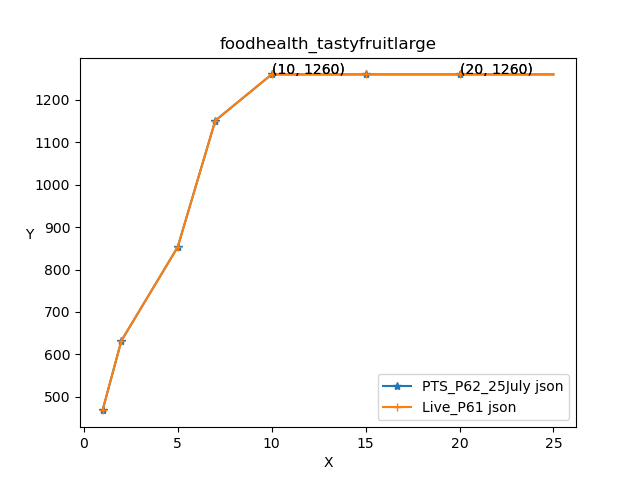 foodhealth_tastyfruitlarge
(10, 1260) (20, 1260)
1200
1100
1000
900
Y
800
700
600
500
PTS_P62_25July json
Live_P61 json
0 5 10 15 20 25
X